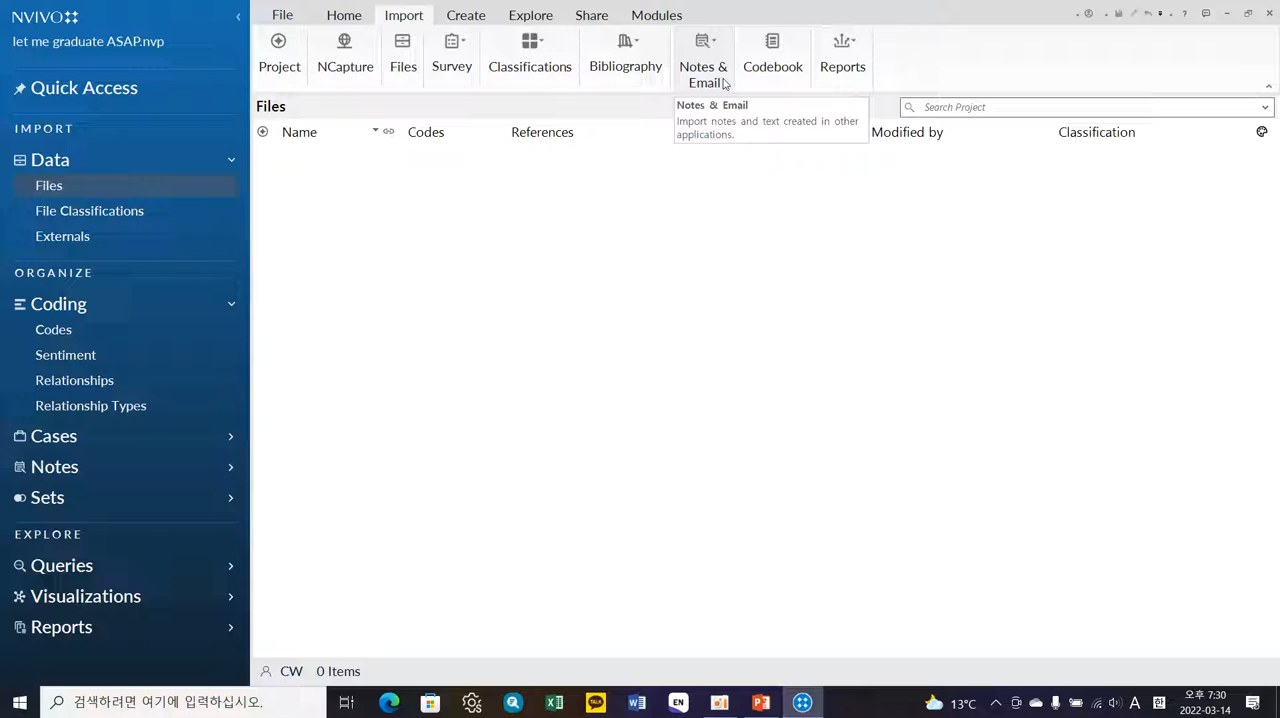 NVIVO
let me graduate ASAP.nvp
Quick Access
IMPORT
Data
Files
File Classifications
Externals
ORGANIZE
Coding
Codes
Sentiment
Relationships
Relationship Types
Cases
Notes
Sets
EXPLORE
Queries
Visualizations
Reports
File Home Import Create Explore Share Modules
Project NCapture Files Survey Classifications Bibliography Notes & Email Codebook Reports
Files
Notes & Email
Import notes and text created in other
applications.
Search Project
Name Codes References Modified by Classification
CW 0 Items
검색하려면 여기에 입력하십시오.
TALK
EN
13°C
A
한
오후 7:30
2022-03-14